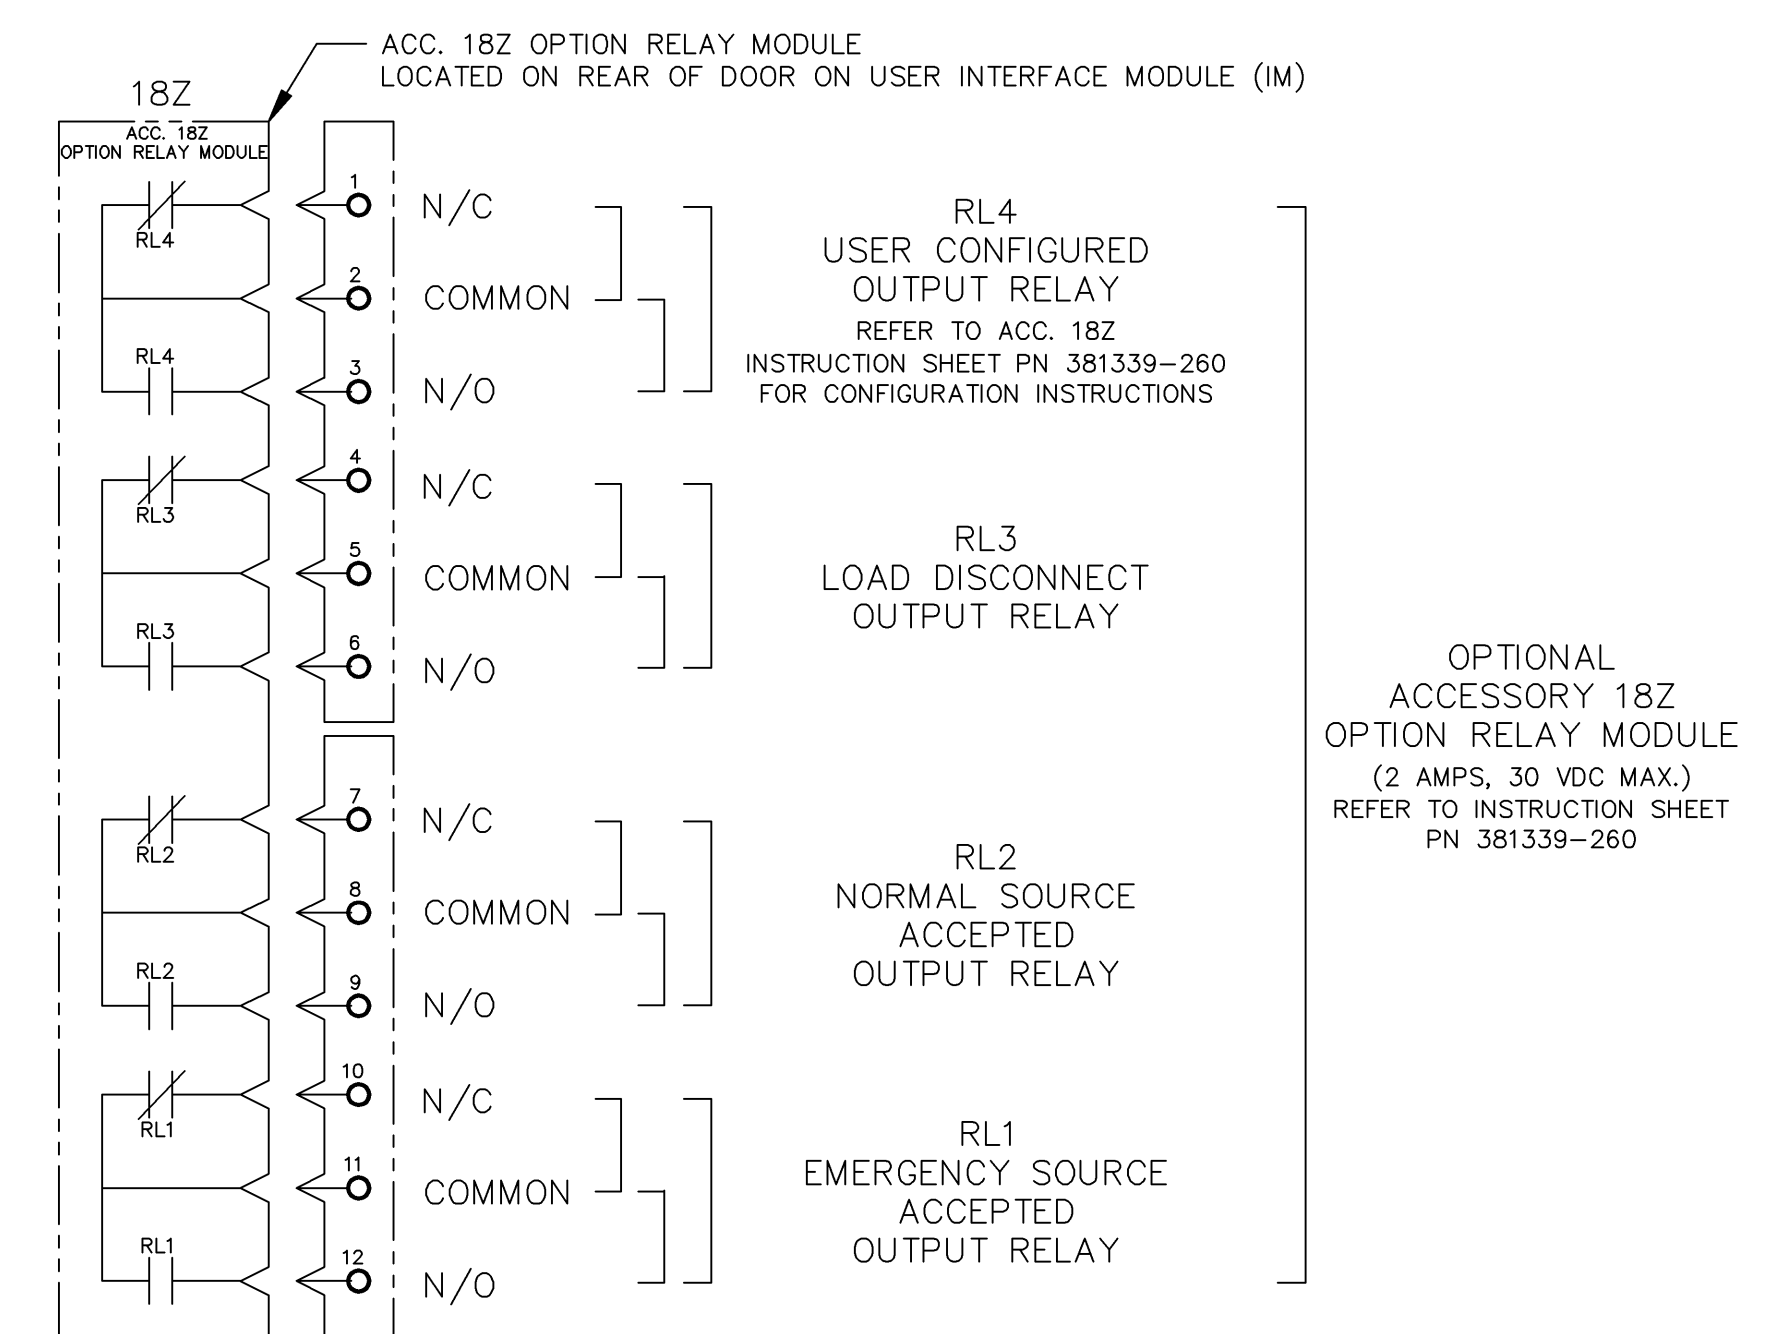 ACC. 18Z OPTION RELAY MODULE
LOCATED ON REAR OF DOOR ON USER INTERFACE MODULE (IM)
18Z
ACC. 18Z
OPTION RELAY MODULE
RL4
RL4
RL3
RL3
RL2
RL2
RL1
RL1
1 N/C
2 COMMON
3 N/O
4 N/C
5 COMMON
6 N/O
7 N/C
8 COMMON
9 N/O
10 N/C
11 COMMON
12 N/O
RL4
USER CONFIGURED
OUTPUT RELAY
REFER TO ACC. 18Z
INSTRUCTION SHEET PN 381339-260
FOR CONFIGURATION INSTRUCTIONS
RL3
LOAD DISCONNECT
OUTPUT RELAY
RL2
NORMAL SOURCE
ACCEPTED
OUTPUT RELAY
RL1
EMERGENCY SOURCE
ACCEPTED
OUTPUT RELAY
OPTIONAL
ACCESSORY 18Z
OPTION RELAY MODULE
(2 AMPS, 30 VDC MAX.)
REFER TO INSTRUCTION SHEET
PN 381339-260